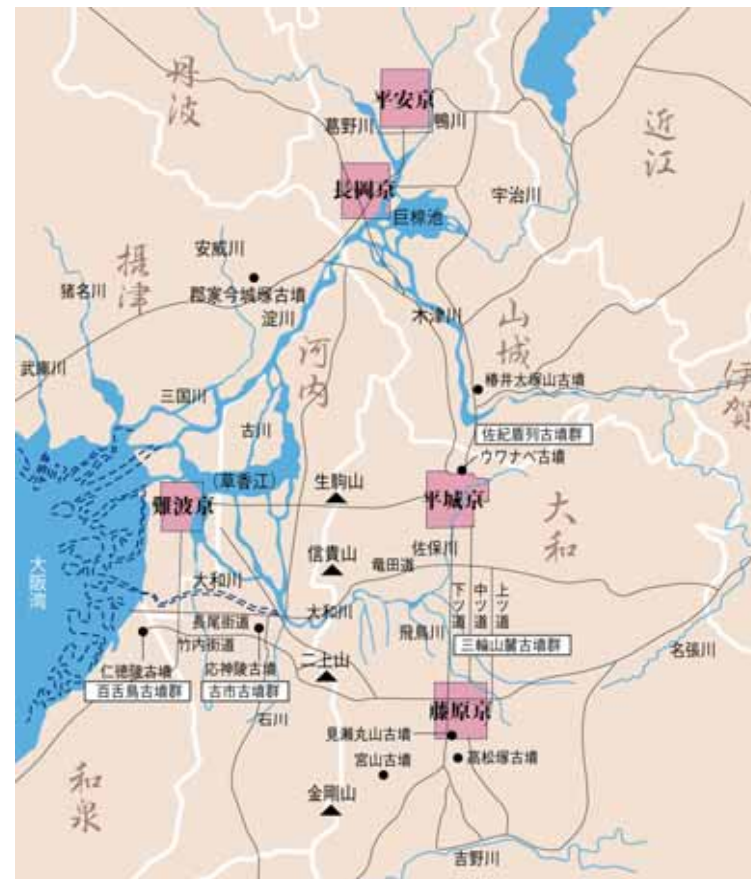 丹波
平安京
葛野川
鴨川
近江
長岡京
宇治川
巨椋池
安威川
摂津
猪名川
郡家今城塚古墳
淀川
木津川
山城
河内
武庫川
三国川
椿井大塚山古墳
伊賀
古川
佐紀盾列古墳群
ウワナベ古墳
(草香江)
生駒山
難波京
平城京
大和
大阪湾
信貴山
佐保川
竜田道
大和川
下ツ道
中ツ道
上ツ道
大和川
長尾街道
飛鳥川
竹内街道
三輪山麓古墳群
名張川
仁徳陵古墳
応神陵古墳
二上山
百舌鳥古墳群
古市古墳群
石川
藤原京
見瀬丸山古墳
宮山古墳
高松塚古墳
和泉
金剛山
吉野川